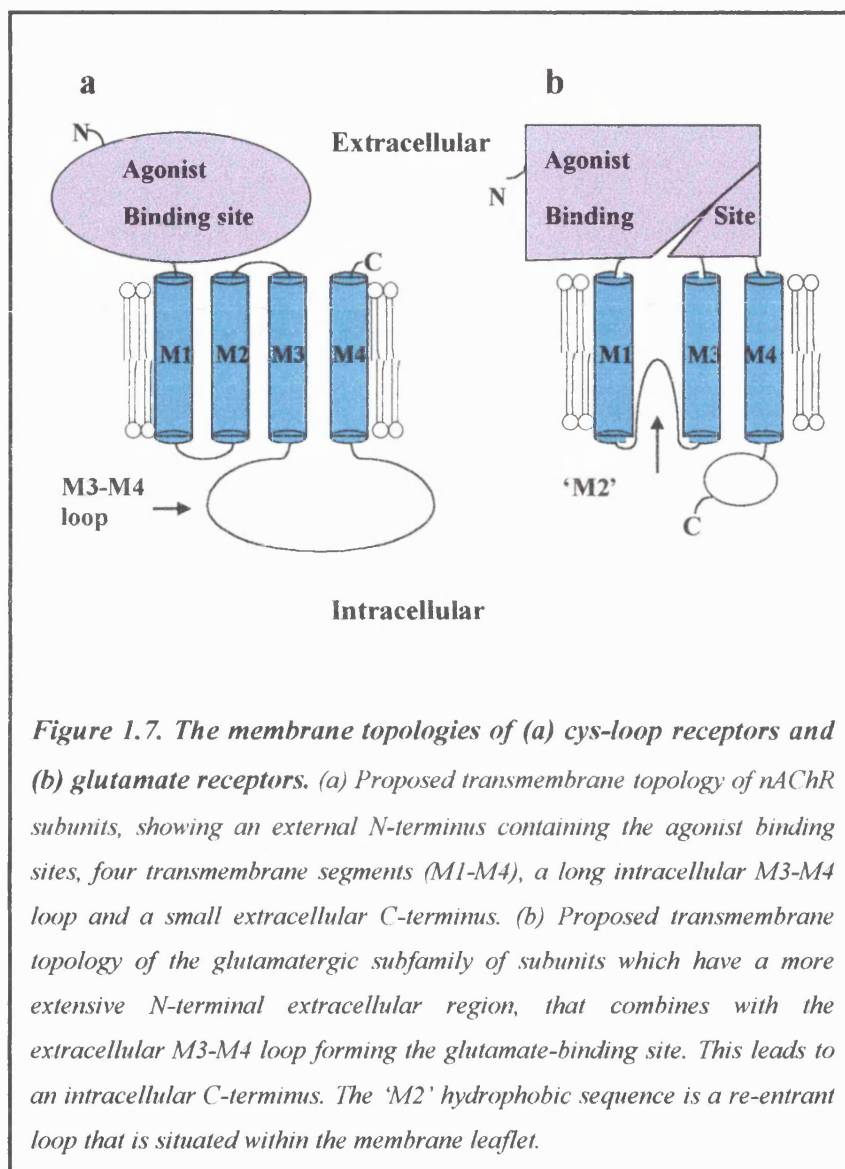 a
b
N
Extracellular
Agonist
Binding site
Agonist
N
Binding Site
C
M1 M2 M3 M4
M1 M3 M4
M3-M4
loop
'M2'
C
Intracellular
Figure 1.7. The membrane topologies of (a) cys-loop receptors and
(b) glutamate receptors. (a) Proposed transmembrane topology of nAChR
subunits, showing an external N-terminus containing the agonist binding
sites, four transmembrane segments (M1-M4), a long intracellular M3-M4
loop and a small extracellular C-terminus. (b) Proposed transmembrane
topology of the glutamatergic subfamily of subunits which have a more
extensive N-terminal extracellular region, that combines with the
extracellular M3-M4 loop forming the glutamate-binding site. This leads to
an intracellular C-terminus. The 'M2' hydrophobic sequence is a re-entrant
loop that is situated within the membrane leaflet.